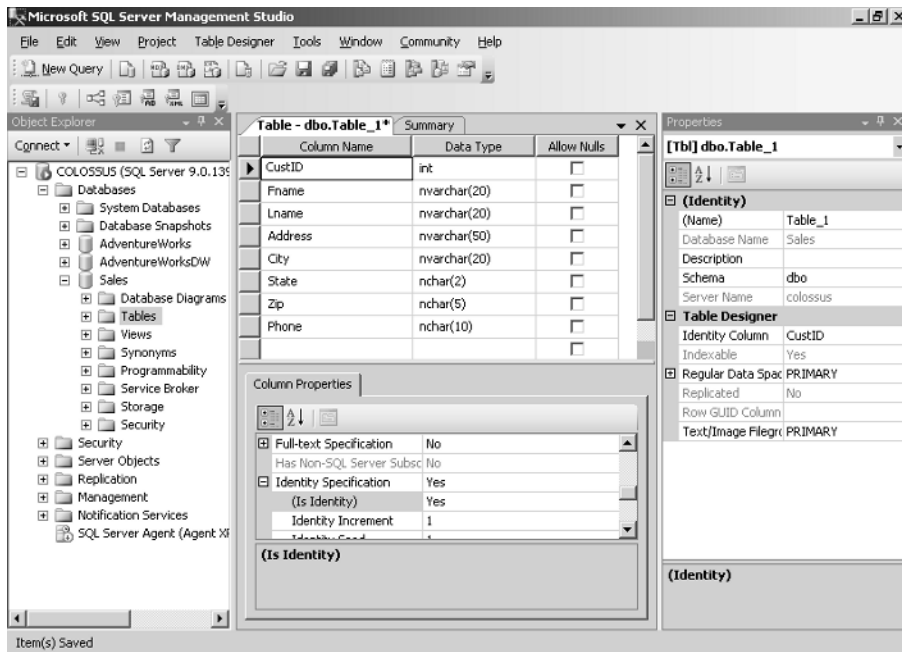 Microsoft SQL Server Management Studio
File Edit View Project Table Designer Tools Window Community Help
New Query
Object Explorer
Connect
COLOSSUS (SQL Server 9.0.139
Databases
System Databases
Database Snapshots
AdventureWorks
AdventureWorksDW
Sales
Database Diagrams
Tables
Views
Synonyms
Programmability
Service Broker
Storage
Security
Security
Server Objects
Replication
Management
Notification Services
SQL Server Agent (Agent XP
Table - dbo.Table_1* Summary
Column Name Data Type Allow Nulls
CustID int
Fname nvarchar(20)
Lname nvarchar(20)
Address nvarchar(50)
City nvarchar(20)
State nchar(2)
Zip nchar(5)
Phone nchar(10)
Column Properties
Full-text Specification No
Has Non-SQL Server Subsc No
Identity Specification Yes
(Is Identity) Yes
Identity Increment 1
Identity Seed 1
(Is Identity)
Properties
[Tbl] dbo.Table_1
(Identity)
(Name) Table_1
Database Name Sales
Description
Schema dbo
Server Name colossus
Table Designer
Identity Column CustID
Indexable Yes
Regular Data Spac PRIMARY
Replicated No
Row GUID Column
Text/Image Filegr PRIMARY
(Identity)
Item(s) Saved